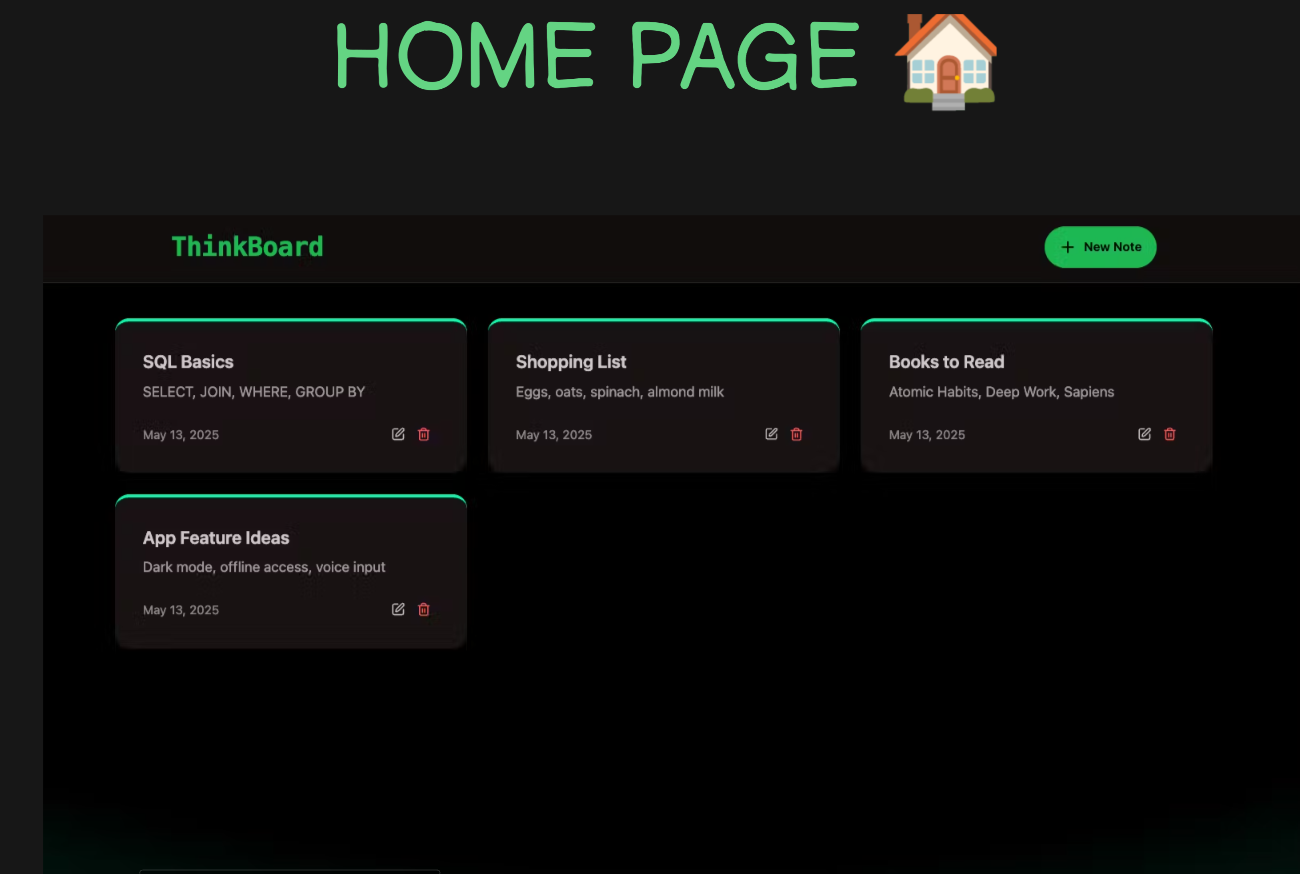 HOME PAGE 🏠
ThinkBoard
+ New Note
SQL Basics
SELECT, JOIN, WHERE, GROUP BY
May 13, 2025
Shopping List
Eggs, oats, spinach, almond milk
May 13, 2025
Books to Read
Atomic Habits, Deep Work, Sapiens
May 13, 2025
App Feature Ideas
Dark mode, offline access, voice input
May 13, 2025